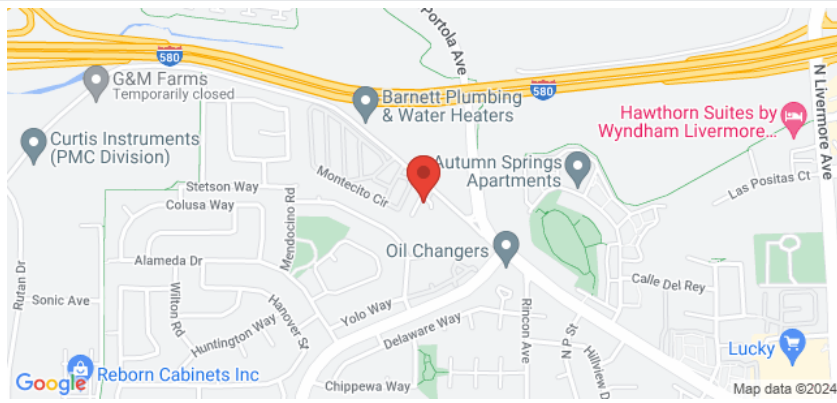 580
Portola Ave
G&M Farms
Temporarily closed
580
N Livermore Ave
Barnett Plumbing
& Water Heaters
Hawthorn Suites by
Wyndham Livermore...
Curtis Instruments
(PMC Division)
Autumn Springs
Apartments
Montecito Cir
Stetson Way
Las Positas Ct
Colusa Way
Mendocino Rd
Oil Changers
Alameda Dr
Rutan Dr
Calle Del Rey
Sonic Ave
Wilton Rd
Hanover St
Yolo Way
Rincon Ave
N P St
Huntington Way
Delaware Way
Hillview D
Lucky
Reborn Cabinets Inc
Google
Chippewa Way
Map data ©2024